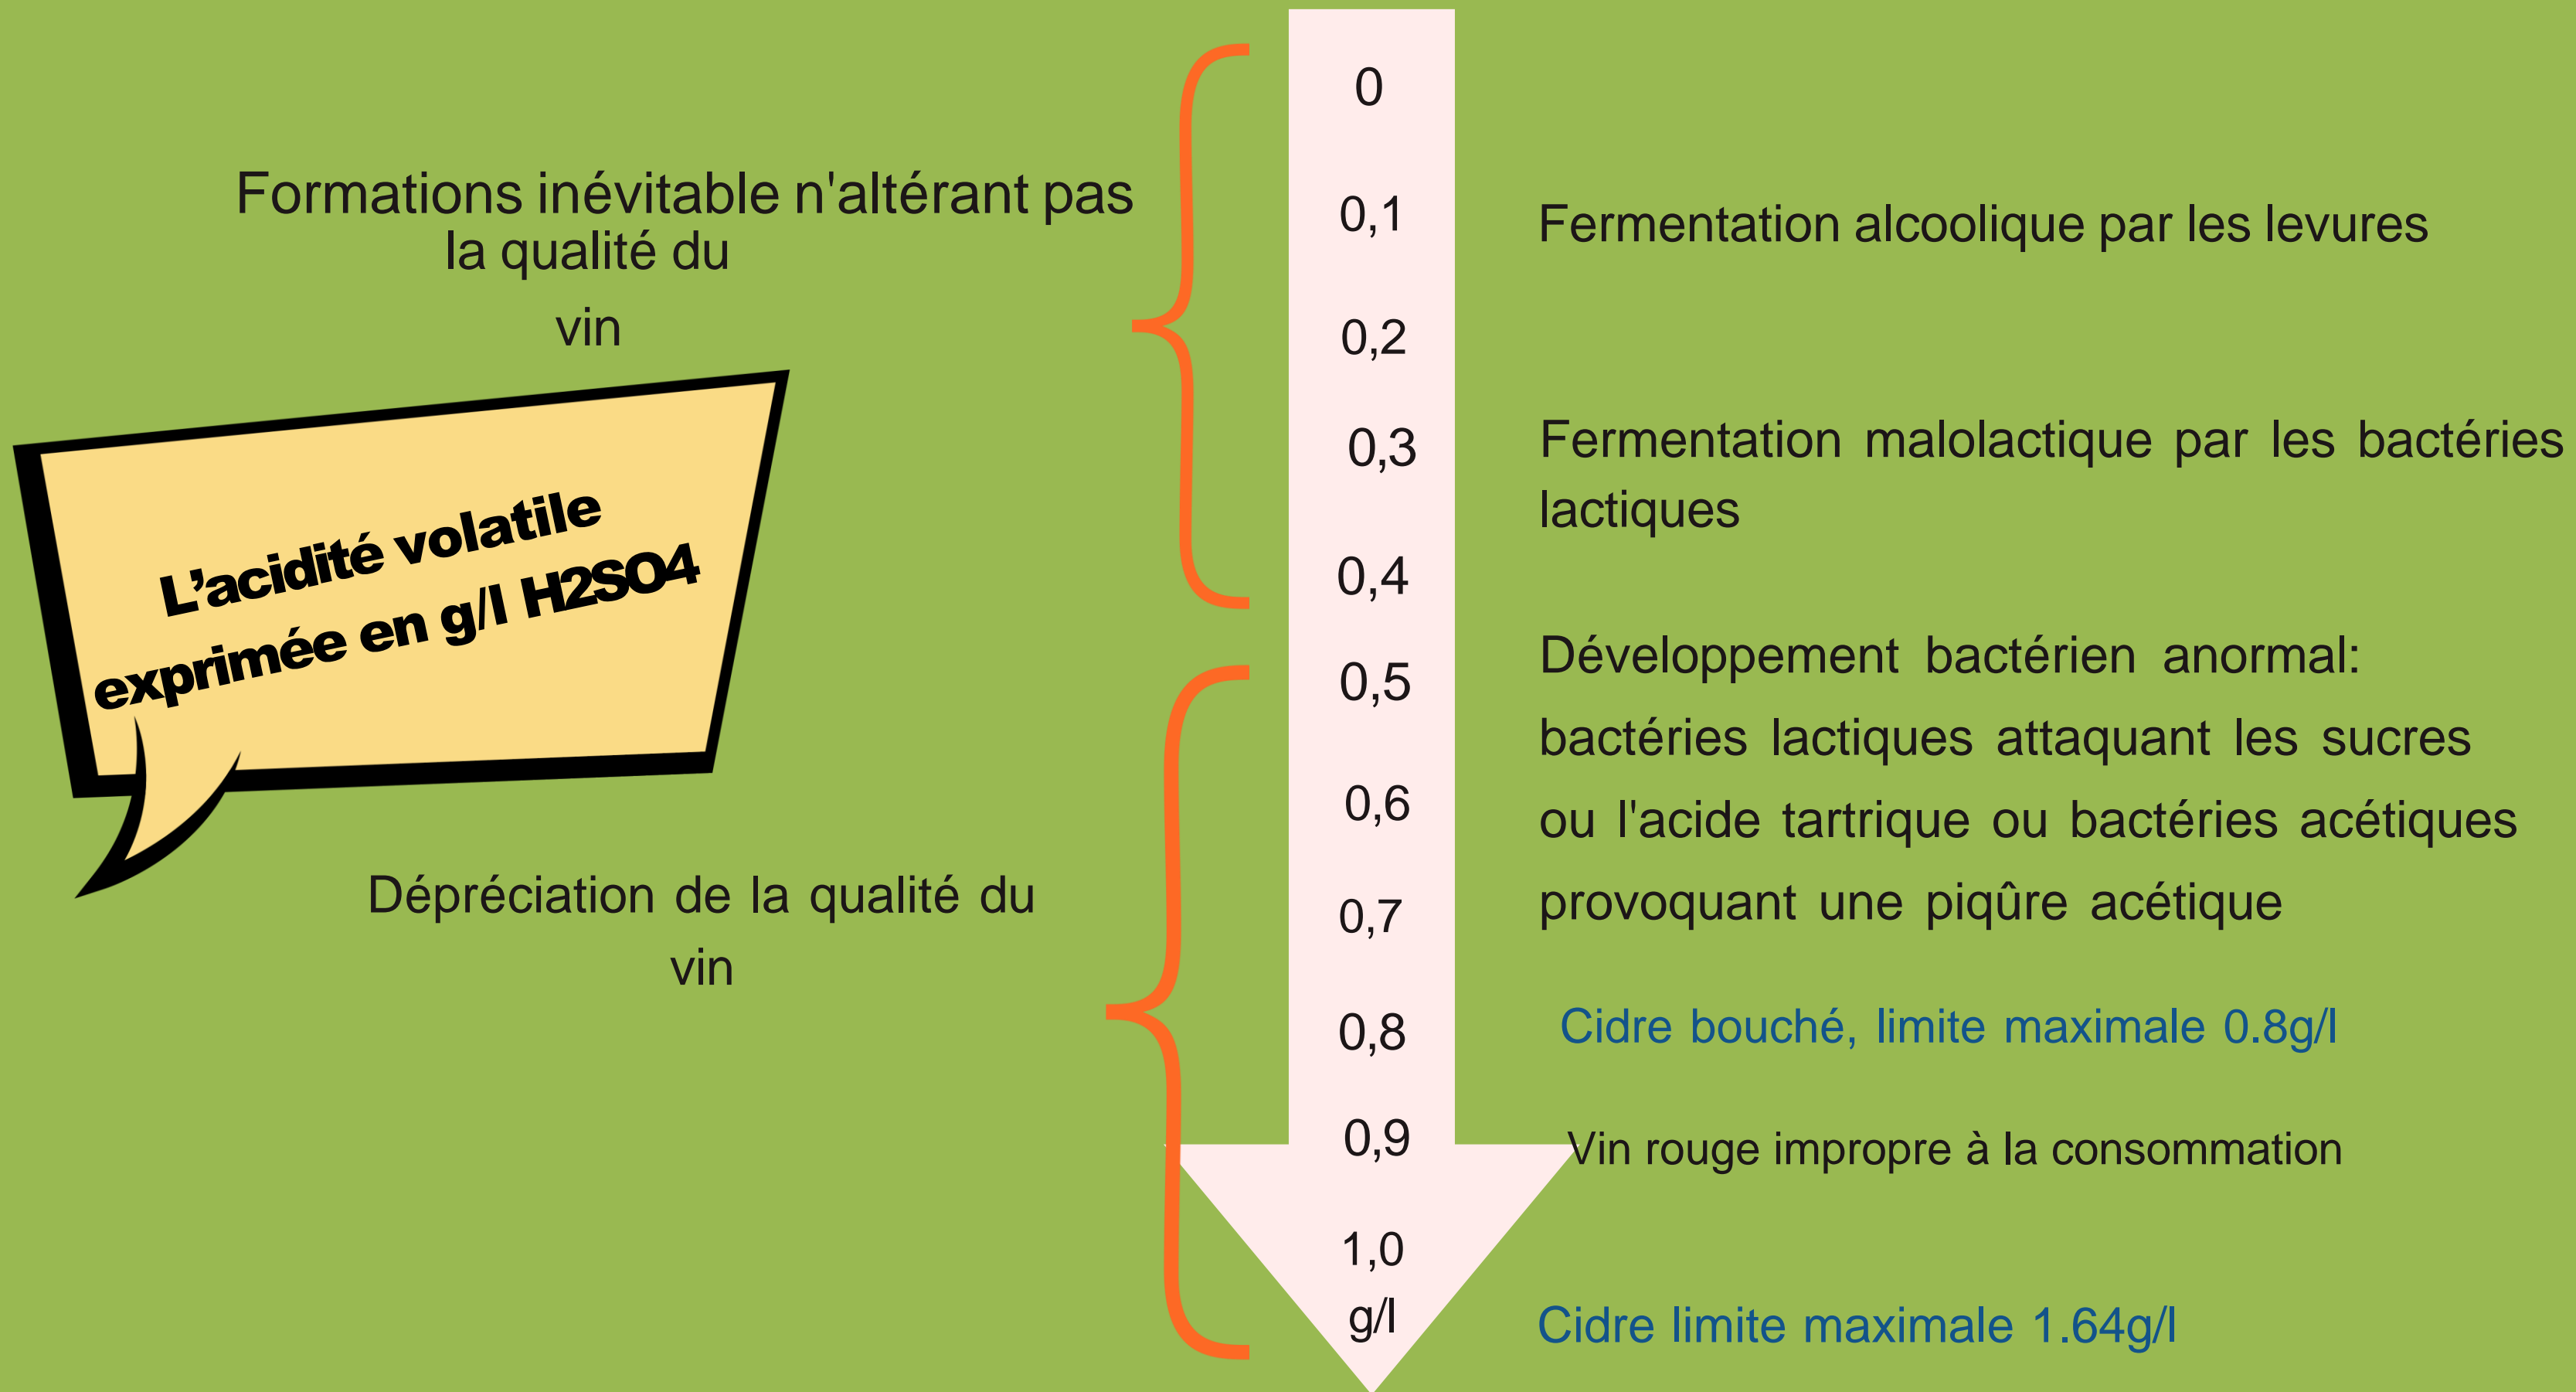 Formations inévitable n'altérant pas
la qualité du
vin
L’acidité volatile
exprimée en g/l H2SO4
Dépréciation de la qualité du
vin
0
0,1
0,2
0,3
0,4
0,5
0,6
0,7
0,8
0,9
1,0
g/l
Fermentation alcoolique par les levures
Fermentation malolactique par les bactéries
lactiques
Développement bactérien anormal:
bactéries lactiques attaquant les sucres
ou l'acide tartrique ou bactéries acétiques
provoquant une piqûre acétique
Cidre bouché, limite maximale 0.8g/l
Vin rouge impropre à la consommation
Cidre limite maximale 1.64g/l